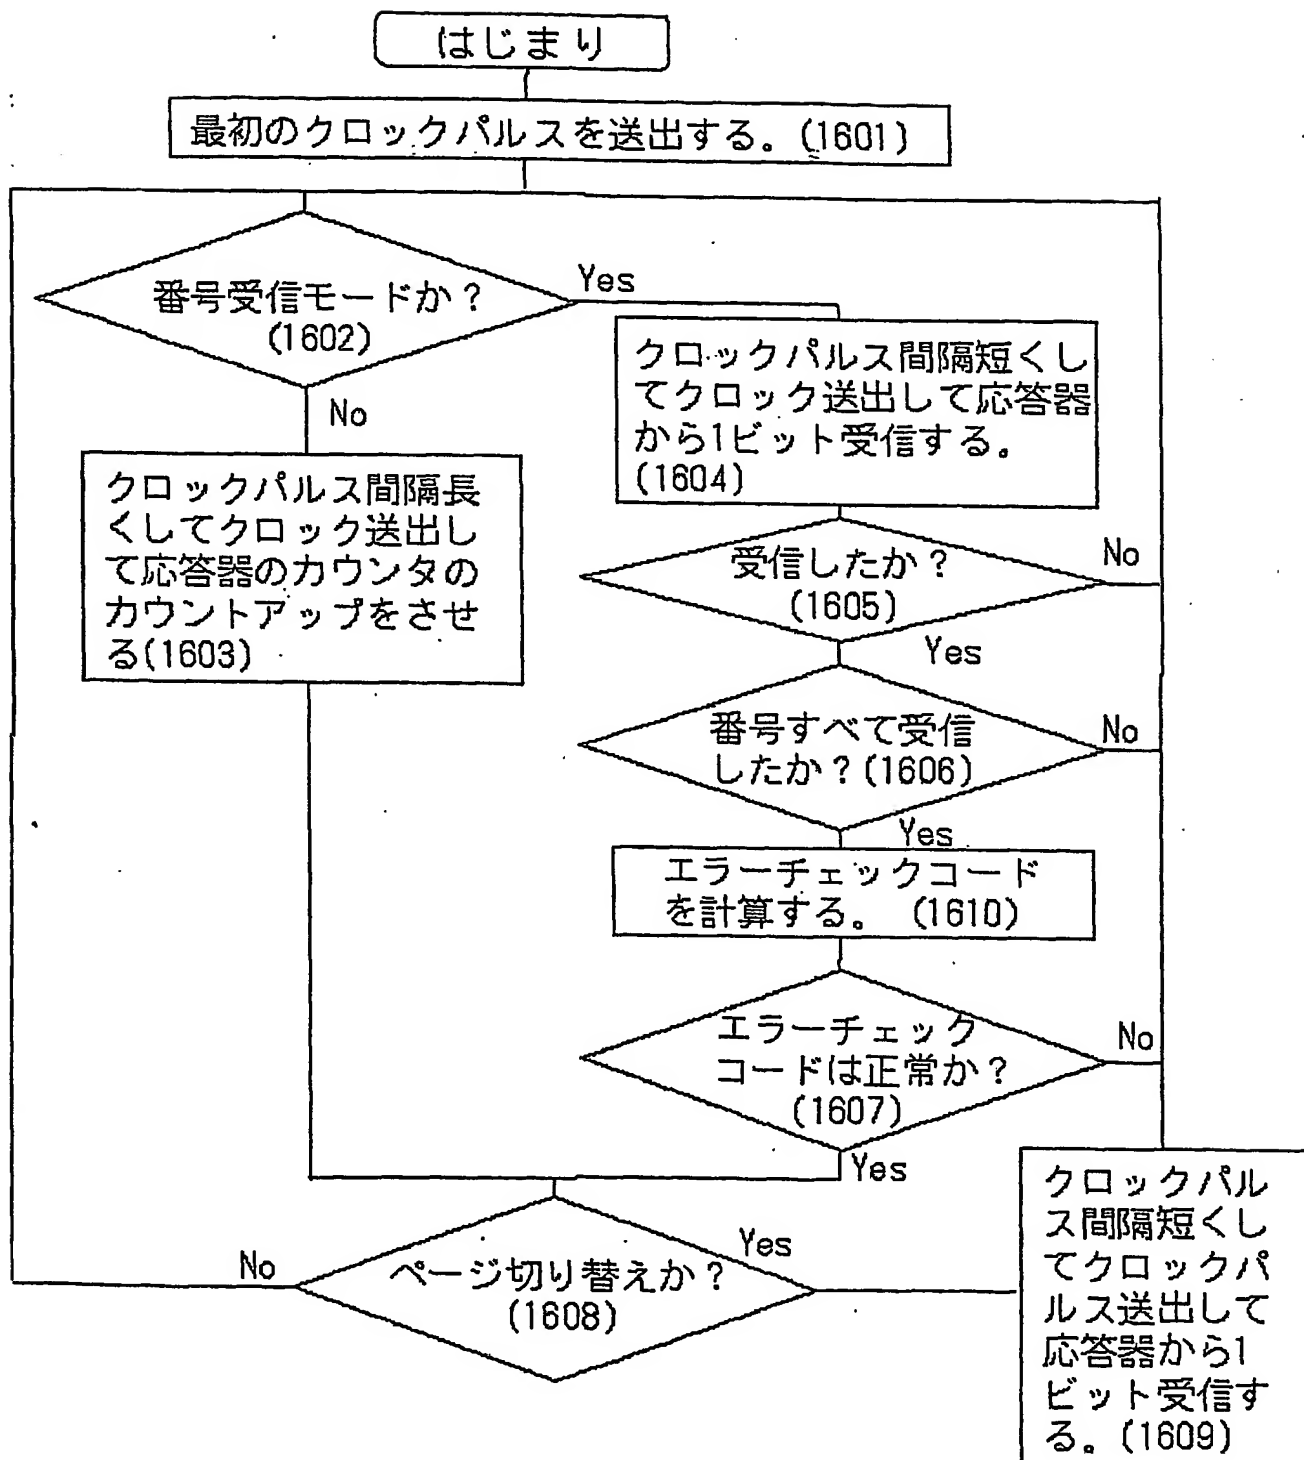 はじまり
最初のクロックパルスを送出する。(1601)
番号受信モードか？
(1602)
Yes
No
クロックパルス間隔長
くしてクロック送出し
て応答器のカウンタの
カウントアップをさせ
る(1603)
クロックパルス間隔短くし
てクロック送出して応答器
から1ビット受信する。
(1604)
受信したか？
(1605)
No
Yes
番号すべて受信
したか？(1606)
No
Yes
エラーチェックコード
を計算する。 (1610)
エラーチェック
コードは正常か？
(1607)
No
Yes
ページ切り替えか？
(1608)
No
Yes
クロックパル
ス間隔短くし
てクロックパ
ルス送出して
応答器から1
ビット受信す
る。(1609)